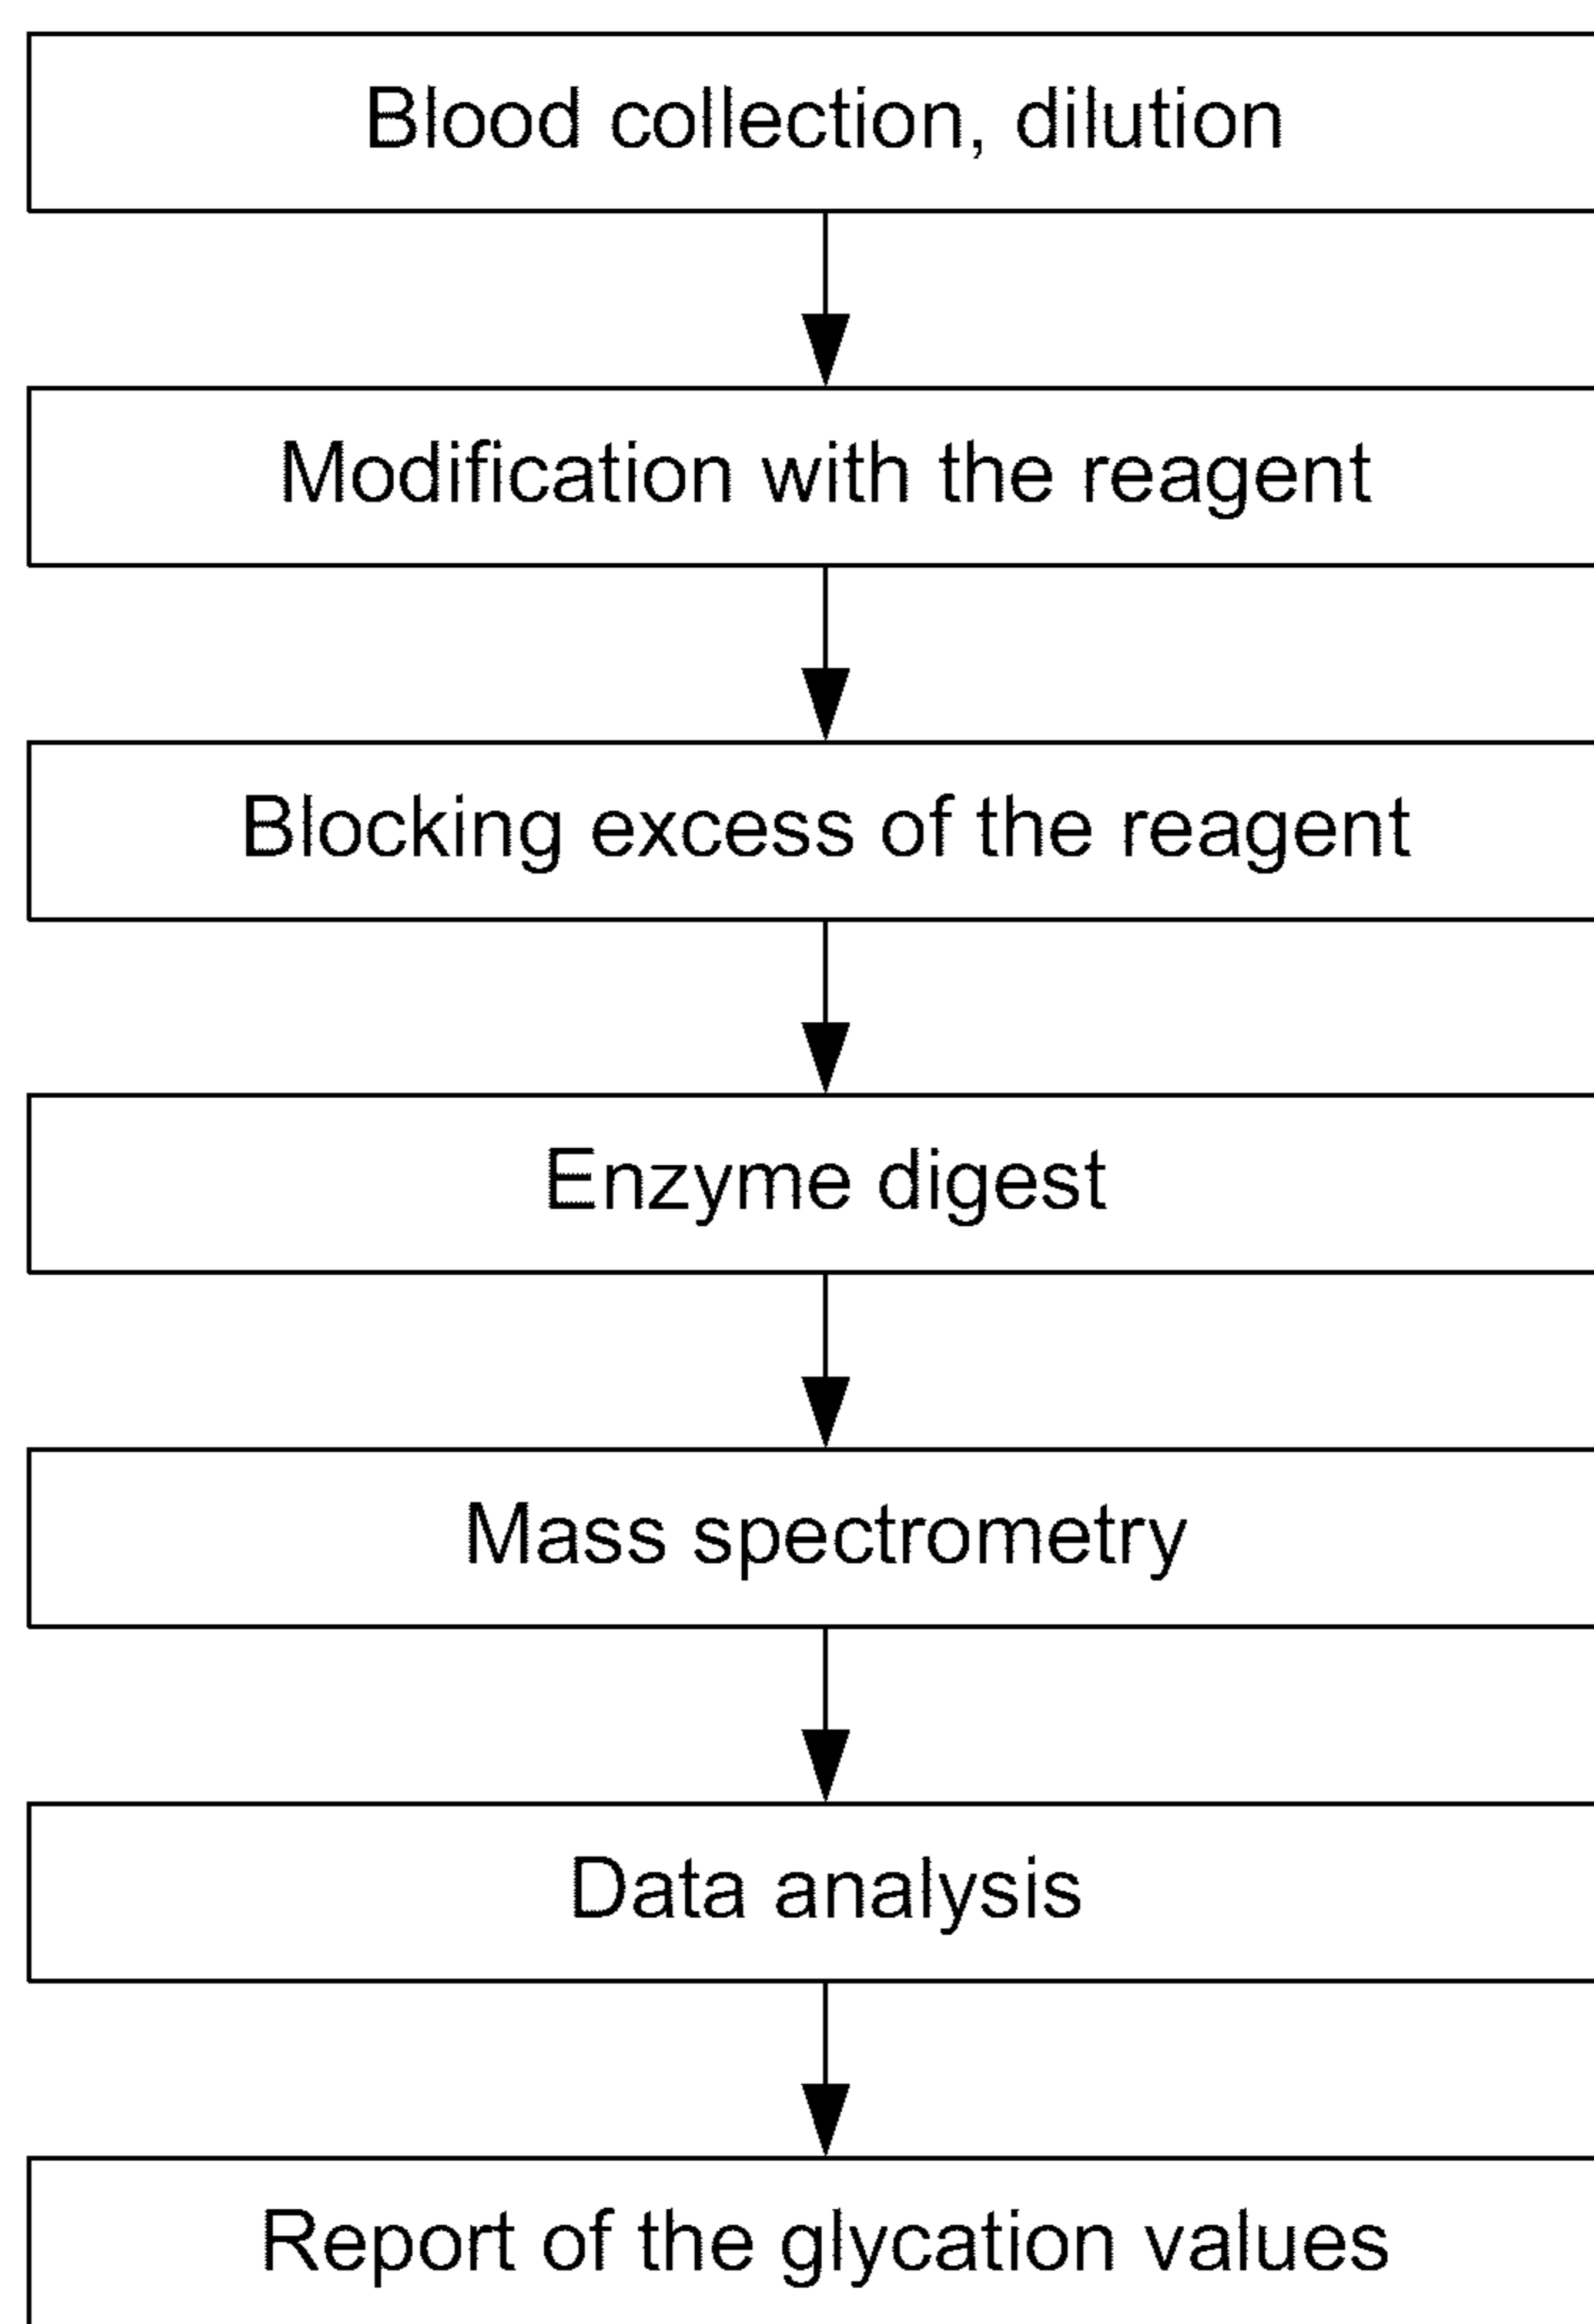 Blood collection, dilution
Modification with the reagent
Blocking excess of the reagent
Enzyme digest
Mass spectrometry
Data analysis
Report of the glycation values